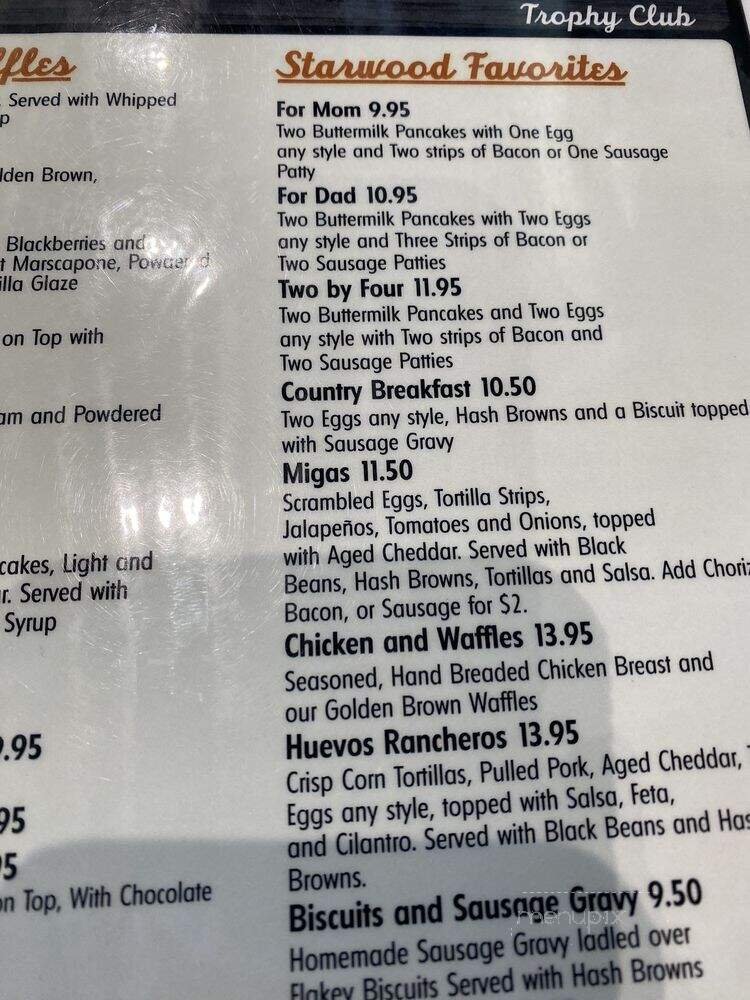 Trophy Club
Served with Whipped
Golden Brown,
Blackberries and
Marscapone, Powdered
Glaze
on Top with
and Powdered
Light and
Served with
Syrup
9.95
95
on Top, With Chocolate
Starwood Favorites
For Mom 9.95
Two Buttermilk Pancakes with One Egg
any style and Two strips of Bacon or One Sausage
Patty
For Dad 10.95
Two Buttermilk Pancakes with Two Eggs
any style and Three Strips of Bacon or
Two Sausage Patties
Two by Four 11.95
Two Buttermilk Pancakes and Two Eggs
any style with Two strips of Bacon and
Two Sausage Patties
Country Breakfast 10.50
Two Eggs any style, Hash Browns and a Biscuit topped
with Sausage Gravy
Migas 11.50
Scrambled Eggs, Tortilla Strips,
Jalapeños, Tomatoes and Onions, topped
with Aged Cheddar. Served with Black
Beans, Hash Browns, Tortillas and Salsa. Add
Bacon, or Sausage for $2.
Chicken and Waffles 13.95
Seasoned, Hand Breaded Chicken Breast and
our Golden Brown Waffles
Huevos Rancheros 13.95
Crisp Corn Tortillas, Pulled Pork, Aged Cheddar,
Eggs any style, topped with Salsa, Feta,
and Cilantro. Served with Black Beans and
Browns.
Biscuits and Sausage Gravy 9.50
Homemade Sausage Gravy ladled over
Flakey Biscuits Served with Hash Browns
menupix